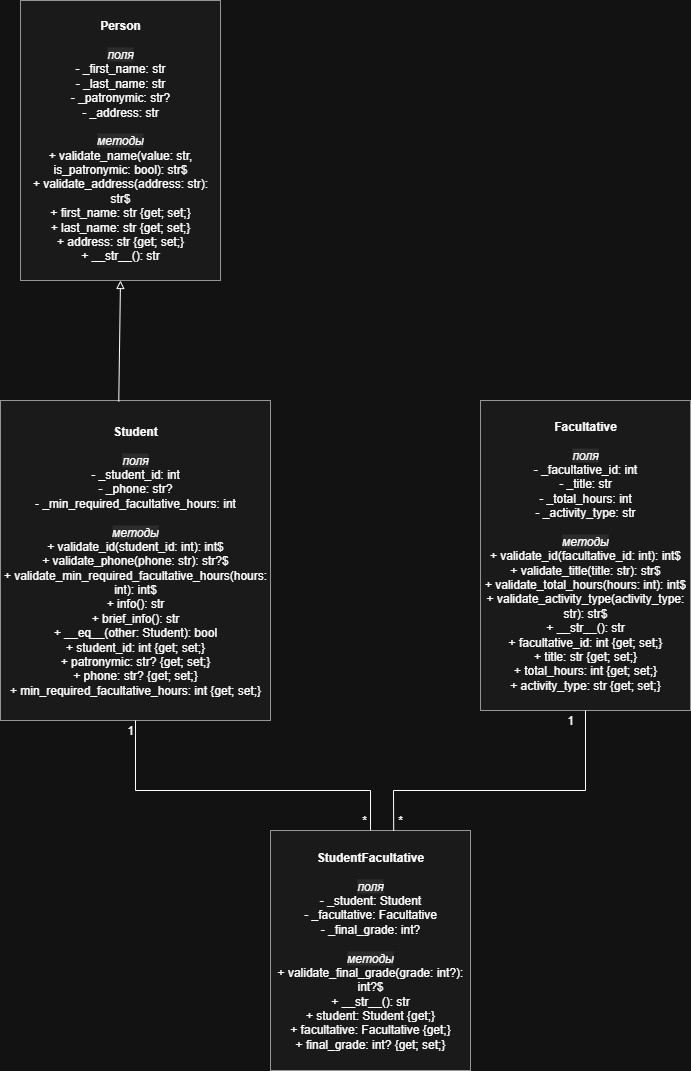 Person
поля
- _first_name: str
- _last_name: str
- _patronymic: str?
- _address: str
методы
+ validate_name(value: str,
is_patronymic: bool): str$
+ validate_address(address: str):
str$
+ first_name: str {get; set;}
+ last_name: str {get; set;}
+ address: str {get; set;}
+ __str__(): str
Student
поля
- _student_id: int
- _phone: str?
- _min_required_facultative_hours: int
методы
+ validate_id(student_id: int): int$
+ validate_phone(phone: str): str?$
+ validate_min_required_facultative_hours(hours:
int): int$
+ info(): str
+ brief_info(): str
+ __eq__(other: Student): bool
+ student_id: int {get; set;}
+ patronymic: str? {get; set;}
+ phone: str? {get; set;}
+ min_required_facultative_hours: int {get; set;}
Facultative
поля
- _facultative_id: int
- _title: str
- _total_hours: int
- _activity_type: str
методы
+ validate_id(facultative_id: int): int$
+ validate_title(title: str): str$
+ validate_total_hours(hours: int): int$
+ validate_activity_type(activity_type:
str): str$
+ __str__(): str
+ facultative_id: int {get; set;}
+ title: str {get; set;}
+ total_hours: int {get; set;}
+ activity_type: str {get; set;}
1
1
*
*
StudentFacultative
поля
- _student: Student
- _facultative: Facultative
- _final_grade: int?
методы
+ validate_final_grade(grade: int?):
int?$
+ __str__(): str
+ student: Student {get;}
+ facultative: Facultative {get;}
+ final_grade: int? {get; set;}